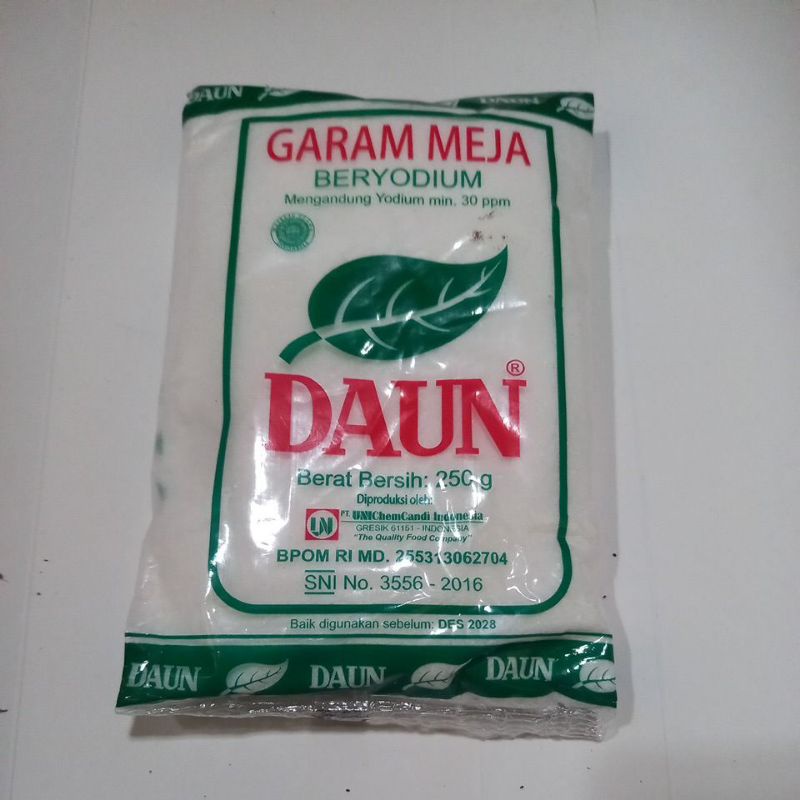 DAUN
DAUN
GARAM MEJA
BERYODIUM
Mengandung Yodium min. 30 ppm
DAUN®
Berat Bersih: 250 g
Diproduksi oleh:
UN PT. UNIChemCandi Indonesia
GRESIK 61151 - INDONESIA
"The Quality Food Company"
BPOM RI MD. 255313062704
SNI No. 3556 - 2016
Baik digunakan sebelum: DES 2028
DAUN DAUN DAUN